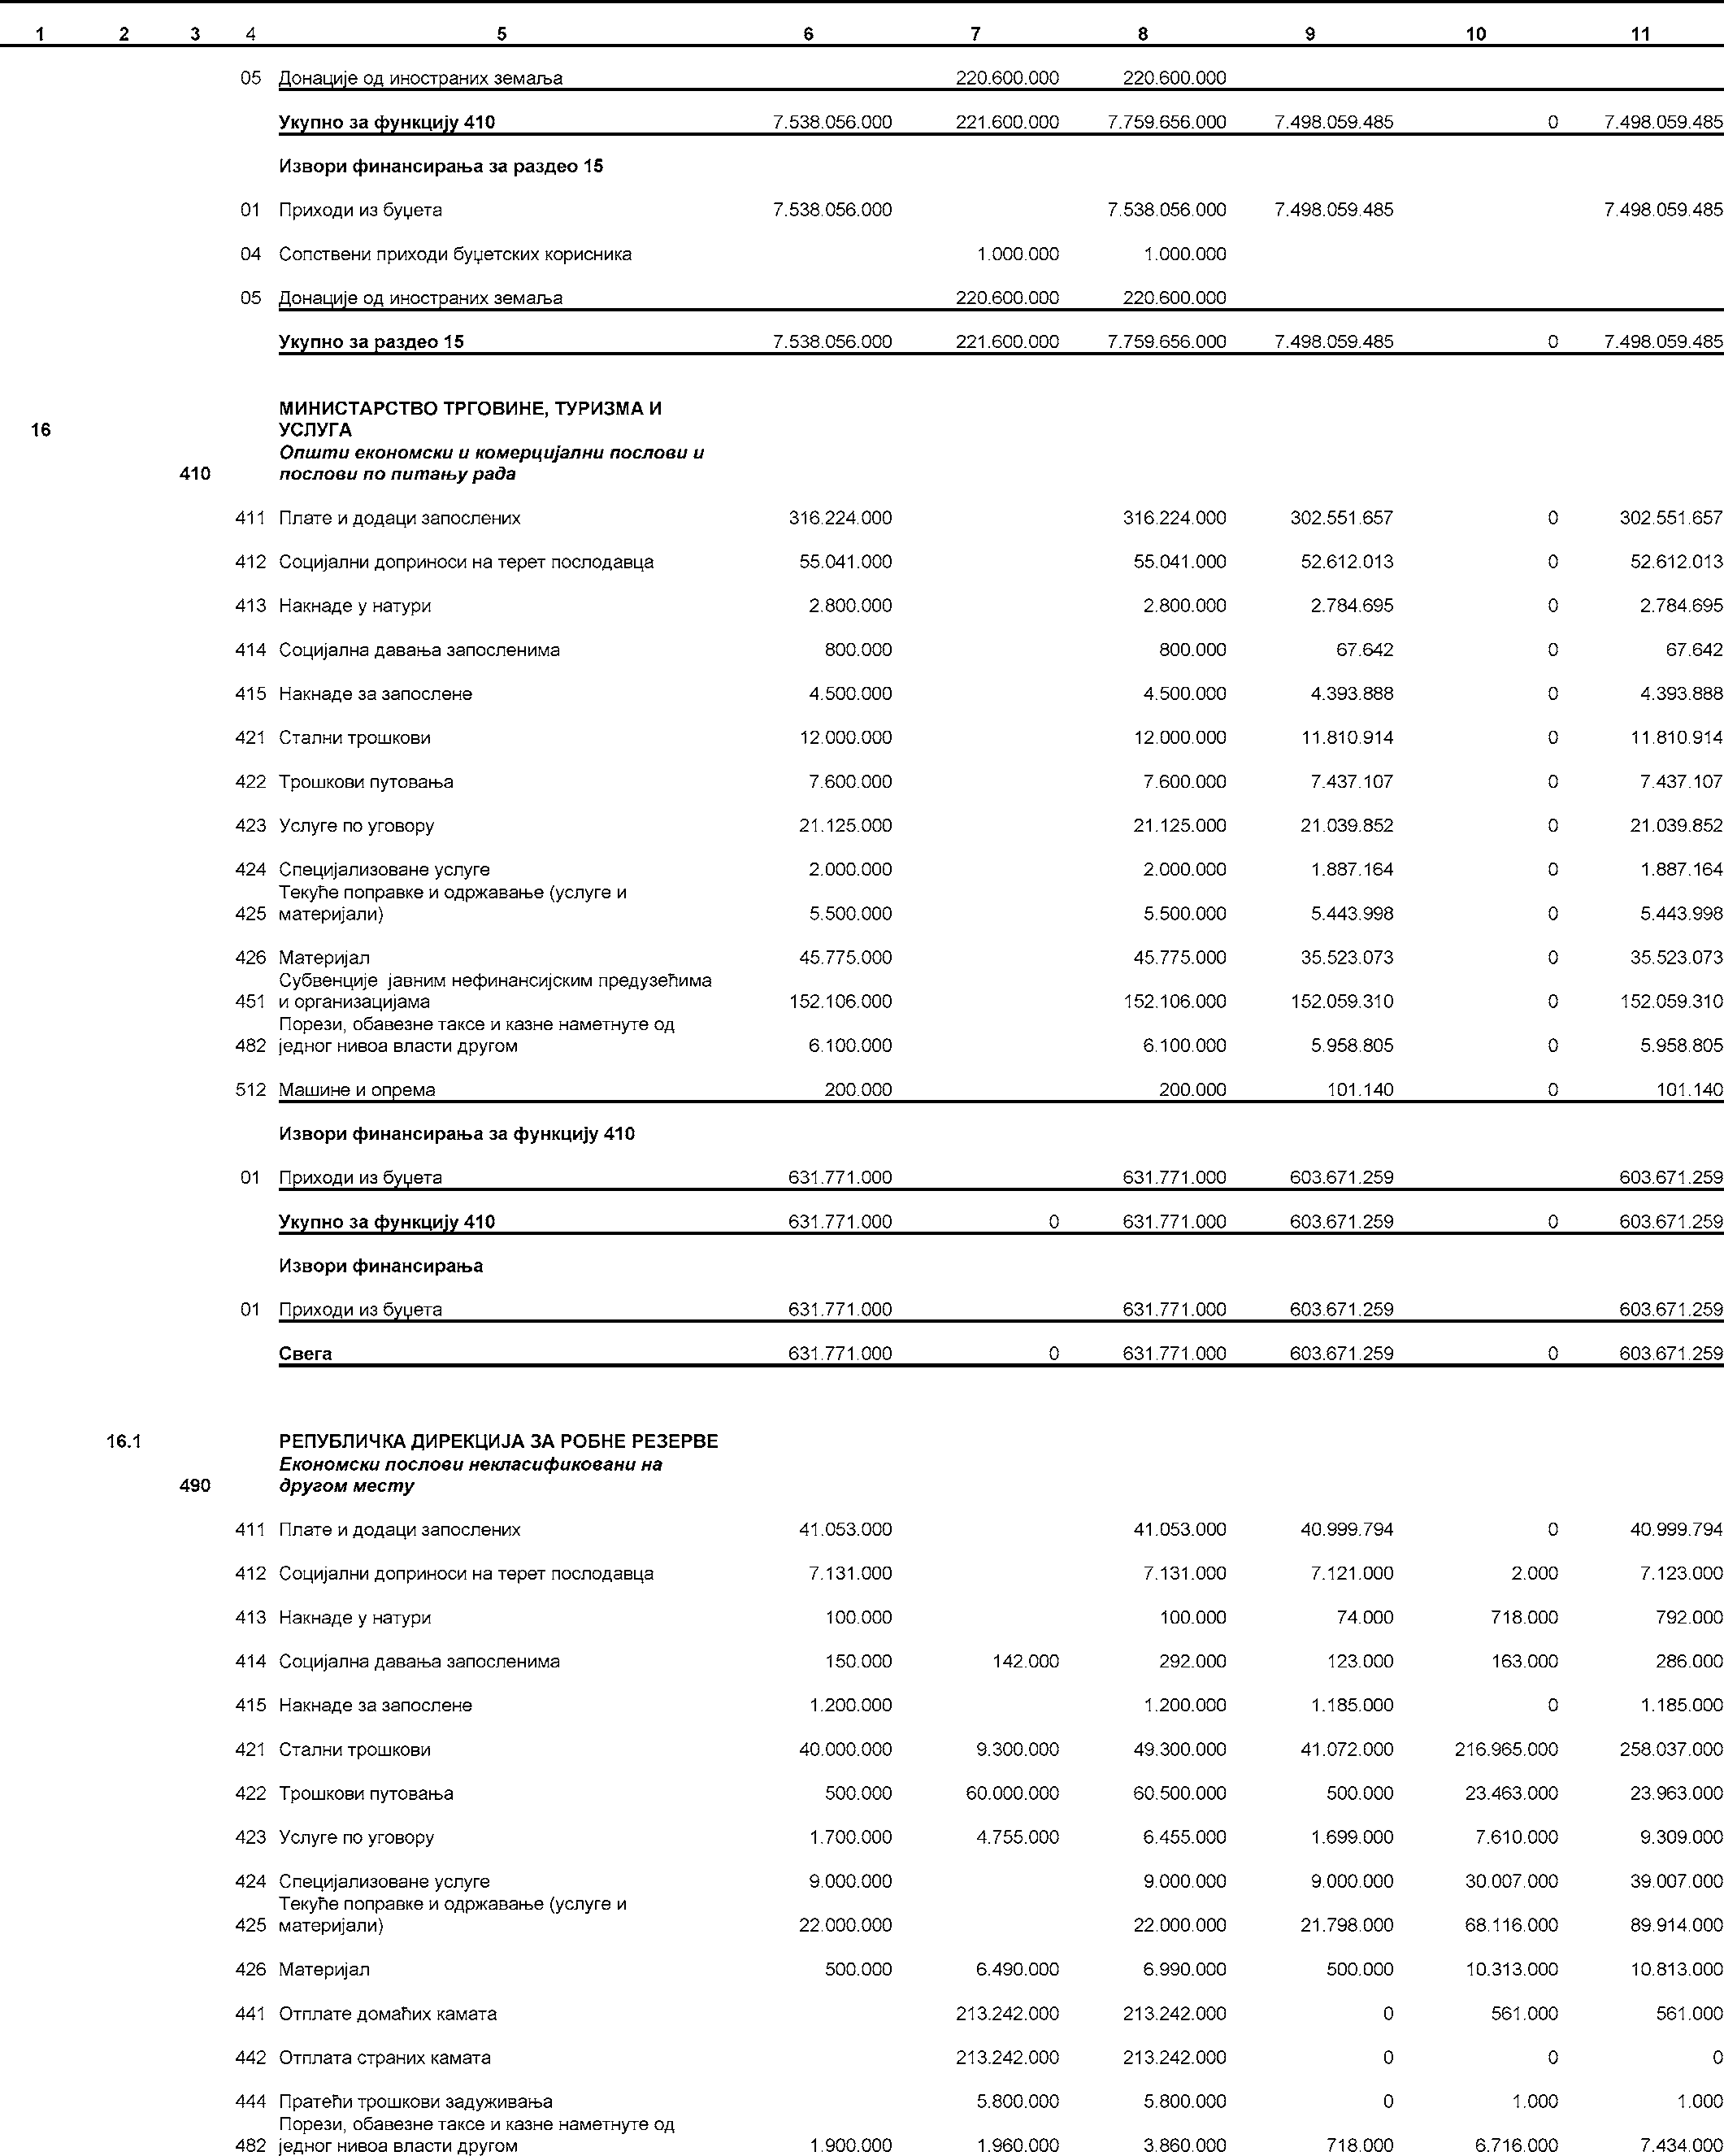 1 2 3 4 5 6 7 8 9 10 11
05 Донације од иностраних земаља 220.600.000 220.600.000
Укупно за функцију 410 7.538.056.000 221.600.000 7.759.656.000 7.498.059.485 0 7.498.059.485
Извори финансирања за раздео 15
01 Приходи из буџета 7.538.056.000 7.538.056.000 7.498.059.485 7.498.059.485
04 Сопствени приходи буџетских корисника 1.000.000 1.000.000
05 Донације од иностраних земаља 220.600.000 220.600.000
Укупно за раздео 15 7.538.056.000 221.600.000 7.759.656.000 7.498.059.485 0 7.498.059.485
МИНИСТАРСТВО ТРГОВИНЕ, ТУРИЗМА И
16 УСЛУГА
Општи економски и комерцијални послови и
410 послови по питању рада
411 Плате и додаци запослених 316.224.000 316.224.000 302.551.657 0 302.551.657
412 Социјални доприноси на терет послодавца 55.041.000 55.041.000 52.612.013 0 52.612.013
413 Накнаде у натури 2.800.000 2.800.000 2.784.695 0 2.784.695
414 Социјална давања запосленима 800.000 800.000 67.642 0 67.642
415 Накнаде за запослене 4.500.000 4.500.000 4.393.888 0 4.393.888
421 Стални трошкови 12.000.000 12.000.000 11.810.914 0 11.810.914
422 Трошкови путовања 7.600.000 7.600.000 7.437.107 0 7.437.107
423 Услуге по уговору 21.125.000 21.125.000 21.039.852 0 21.039.852
424 Специјализоване услуге 2.000.000 2.000.000 1.887.164 0 1.887.164
Текуће поправке и одржавање (услуге и
425 материјали) 5.500.000 5.500.000 5.443.998 0 5.443.998
426 Материјал 45.775.000 45.775.000 35.523.073 0 35.523.073
Субвенције јавним нефинансијским предузећима
451 и организацијама 152.106.000 152.106.000 152.059.310 0 152.059.310
Порези, обавезне таксе и казне наметнуте од
482 једног нивоа власти другом 6.100.000 6.100.000 5.958.805 0 5.958.805
512 Машине и опрема 200.000 200.000 101.140 0 101.140
Извори финансирања за функцију 410
01 Приходи из буџета 631.771.000 631.771.000 603.671.259 603.671.259
Укупно за функцију 410 631.771.000 0 631.771.000 603.671.259 0 603.671.259
Извори финансирања
01 Приходи из буџета 631.771.000 631.771.000 603.671.259 603.671.259
Свега 631.771.000 0 631.771.000 603.671.259 0 603.671.259
16.1 РЕПУБЛИЧКА ДИРЕКЦИЈА ЗА РОБНЕ РЕЗЕРВЕ
Економски послови некласификовани на
490 другом месту
411 Плате и додаци запослених 41.053.000 41.053.000 40.999.794 0 40.999.794
412 Социјални доприноси на терет послодавца 7.131.000 7.131.000 7.121.000 2.000 7.123.000
413 Накнаде у натури 100.000 100.000 74.000 718.000 792.000
414 Социјална давања запосленима 150.000 142.000 292.000 123.000 163.000 286.000
415 Накнаде за запослене 1.200.000 1.200.000 1.185.000 0 1.185.000
421 Стални трошкови 40.000.000 9.300.000 49.300.000 41.072.000 216.965.000 258.037.000
422 Трошкови путовања 500.000 60.000.000 60.500.000 500.000 23.463.000 23.963.000
423 Услуге по уговору 1.700.000 4.755.000 6.455.000 1.699.000 7.610.000 9.309.000
424 Специјализоване услуге 9.000.000 9.000.000 9.000.000 30.007.000 39.007.000
Текуће поправке и одржавање (услуге и
425 материјали) 22.000.000 22.000.000 21.798.000 68.116.000 89.914.000
426 Материјал 500.000 6.490.000 6.990.000 500.000 10.313.000 10.813.000
441 Отплате домаћих камата 213.242.000 213.242.000 0 561.000 561.000
442 Отплата страних камата 213.242.000 213.242.000 0 0 0
444 Пратећи трошкови задуживања 5.800.000 5.800.000 0 1.000 1.000
Порези, обавезне таксе и казне наметнуте од
482 једног нивоа власти другом 1.900.000 1.960.000 3.860.000 718.000 6.716.000 7.434.000